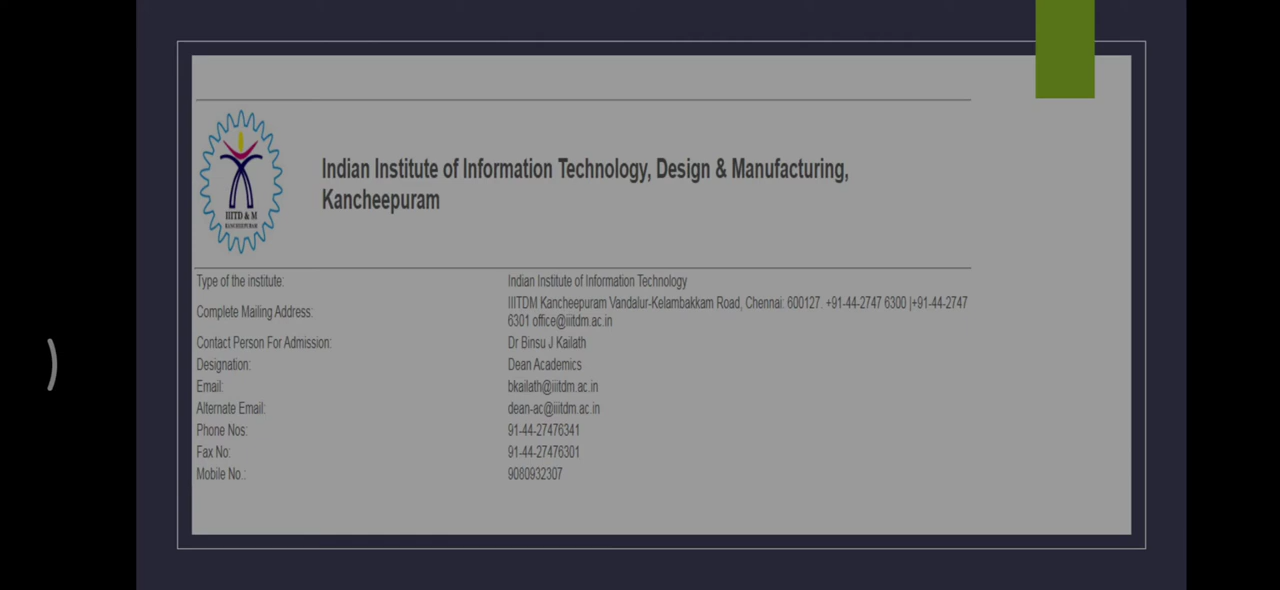 Indian Institute of Information Technology, Design & Manufacturing,
Kancheepuram
IIITD & M
KANCHEEPURAM
Type of the institute: Indian Institute of Information Technology
Complete Mailing Address: IIITDM Kancheepuram Vandalur-Kelambakkam Road, Chennai: 600127. +91-44-2747 6300 |+91-44-2747
6301 office@iiitdm.ac.in
Contact Person For Admission: Dr Binsu J Kailath
Designation: Dean Academics
Email: bkailath@iiitdm.ac.in
Alternate Email: dean-ac@iiitdm.ac.in
Phone Nos: 91-44-27476341
Fax No: 91-44-27476301
Mobile No.: 9080932307